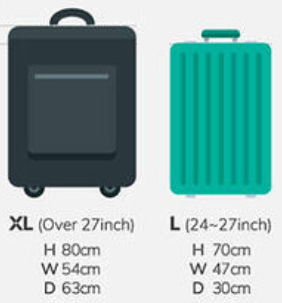 XL (Over 27inch)
H 80cm
W 54cm
D 63cm
L (24~27inch)
H 70cm
W 47cm
D 30cm